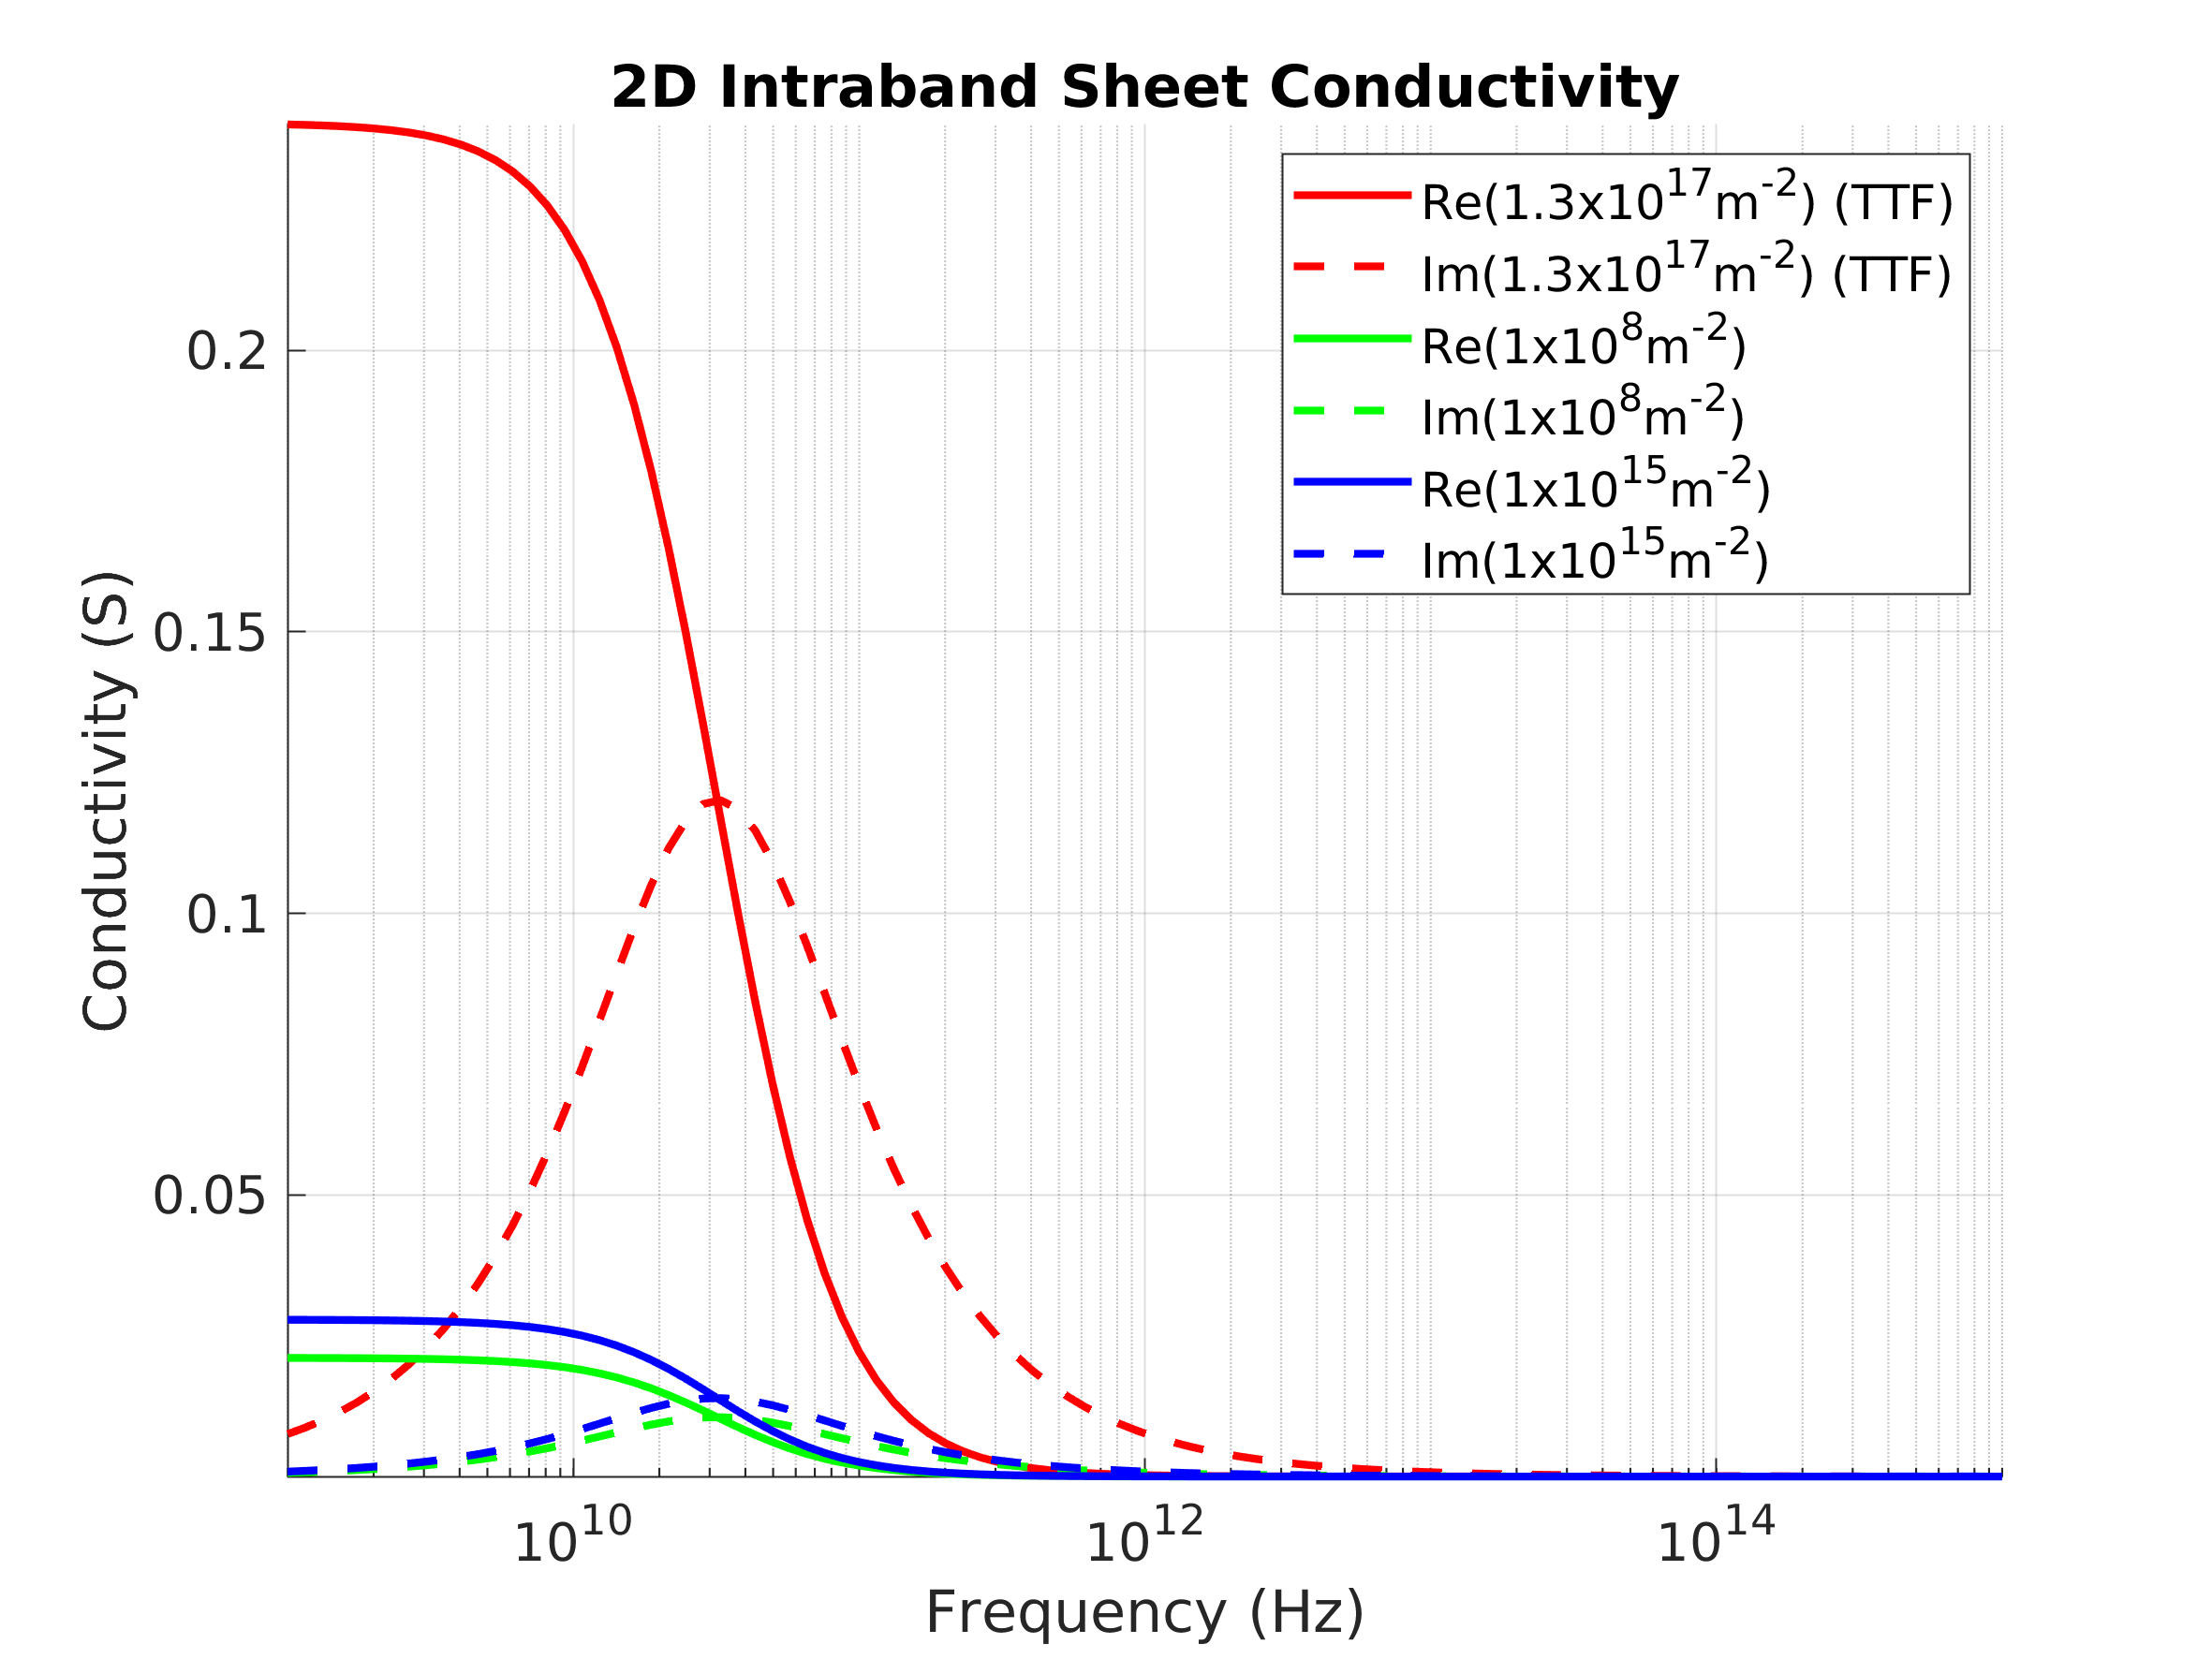 2D Intraband Sheet Conductivity
Re(1.3x10^17m^-2) (TTF)
Im(1.3x10^17m^-2) (TTF)
Re(1x10^8m^-2)
Im(1x10^8m^-2)
Re(1x10^15m^-2)
Im(1x10^15m^-2)
Conductivity (S)
0.2
0.15
0.1
0.05
10^10
10^12
10^14
Frequency (Hz)